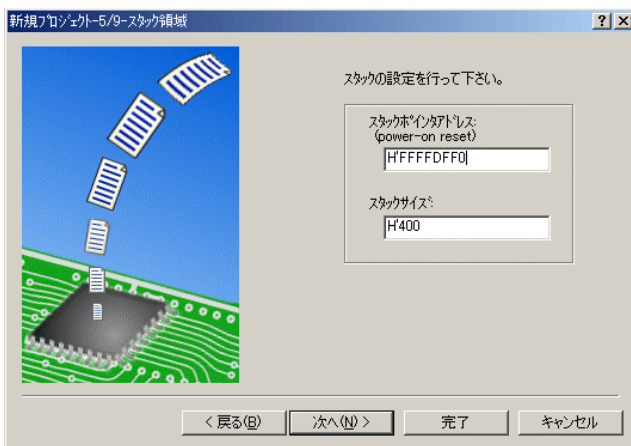 新規ﾌﾟﾛｼﾞｪｸﾄ-5/9-ｽﾀｯｸ領域
ｽﾀｯｸの設定を行って下さい。
ｽﾀｯｸﾎﾟｲﾝﾀｱﾄﾞﾚｽ:
(power-on reset)
H'FFFFDFF0
ｽﾀｯｸｻｲｽﾞ:
H'400
< 戻る(B) 次へ(N) > 完了 キャンセル